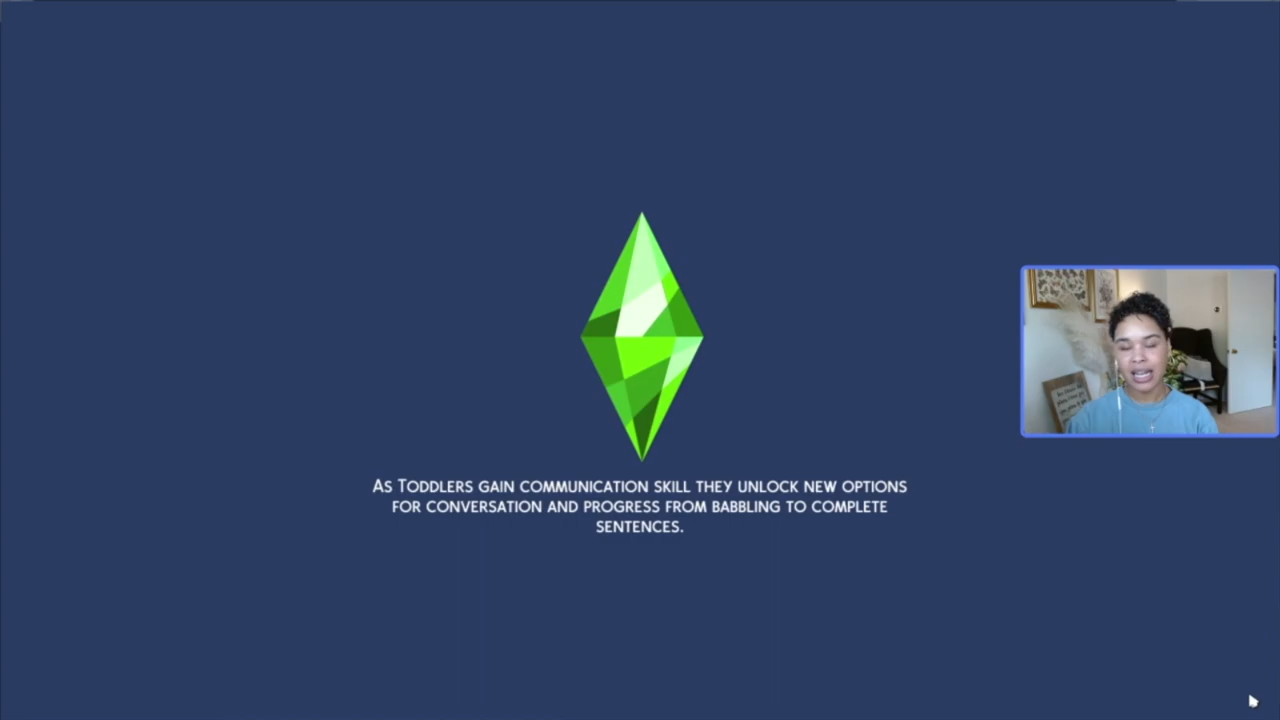 As Toddlers gain communication skill they unlock new options
for conversation and progress from babbling to complete
sentences.